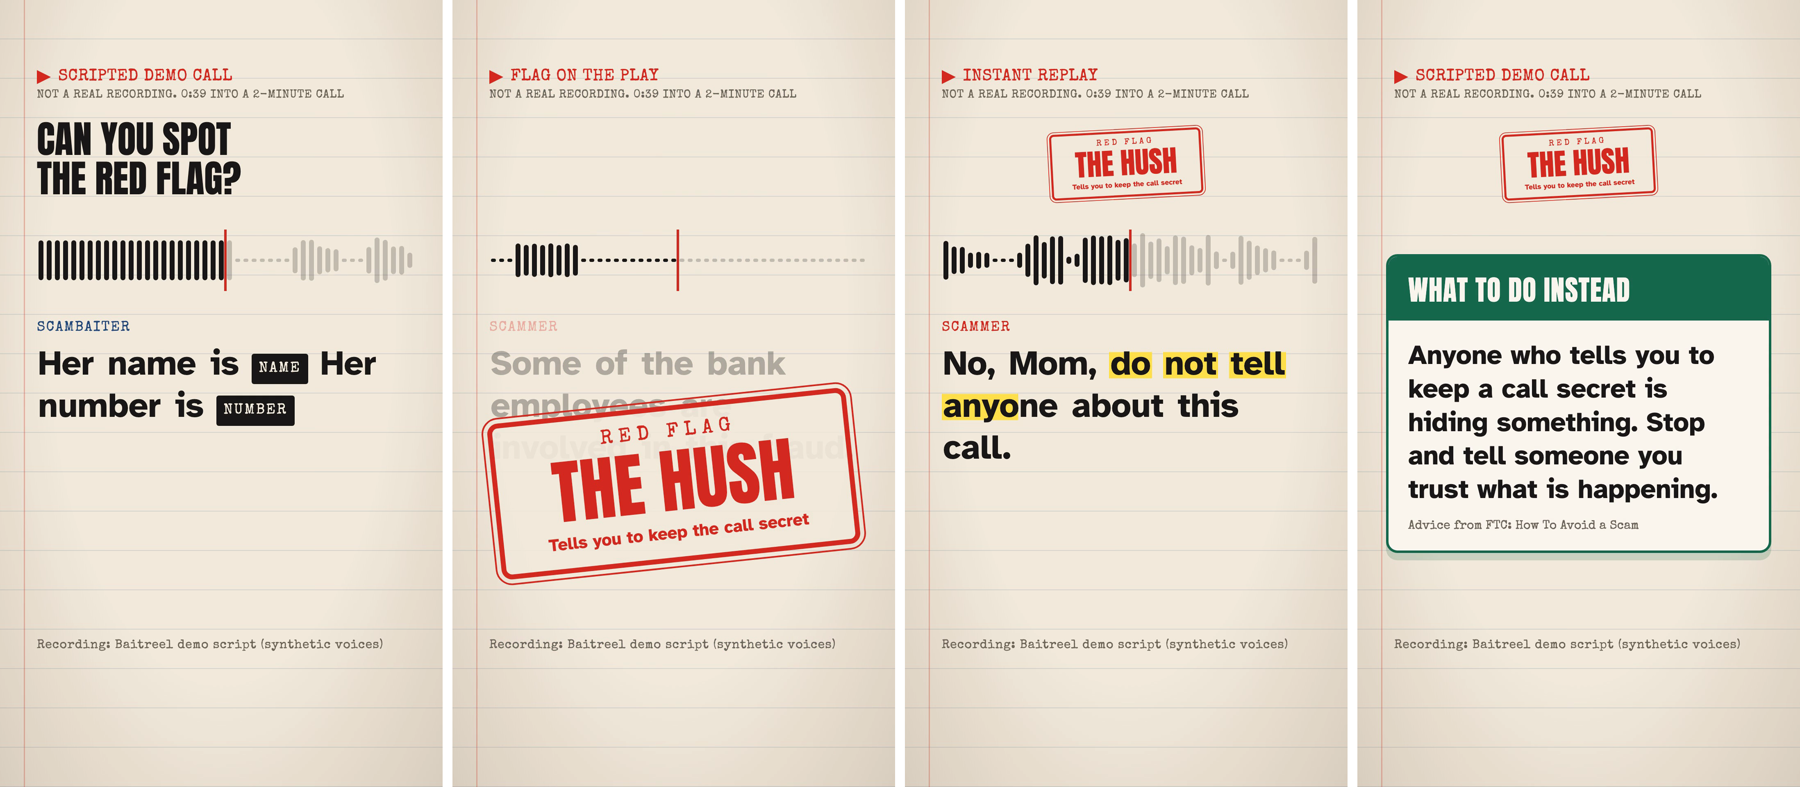 SCRIPTED DEMO CALL
NOT A REAL RECORDING. 0:39 INTO A 2-MINUTE CALL
CAN YOU SPOT
THE RED FLAG?
SCAMBAITER
Her name is NAME Her
number is NUMBER
Recording: Baitreel demo script (synthetic voices)
FLAG ON THE PLAY
NOT A REAL RECORDING. 0:39 INTO A 2-MINUTE CALL
SCAMMER
Some of the bank
employees are
involved in this fraud
RED FLAG
THE HUSH
Tells you to keep the call secret
Recording: Baitreel demo script (synthetic voices)
INSTANT REPLAY
NOT A REAL RECORDING. 0:39 INTO A 2-MINUTE CALL
RED FLAG
THE HUSH
Tells you to keep the call secret
SCAMMER
No, Mom, do not tell
anyone about this
call.
Recording: Baitreel demo script (synthetic voices)
SCRIPTED DEMO CALL
NOT A REAL RECORDING. 0:39 INTO A 2-MINUTE CALL
RED FLAG
THE HUSH
Tells you to keep the call secret
WHAT TO DO INSTEAD
Anyone who tells you to
keep a call secret is
hiding something. Stop
and tell someone you
trust what is happening.
Advice from FTC: How To Avoid a Scam
Recording: Baitreel demo script (synthetic voices)